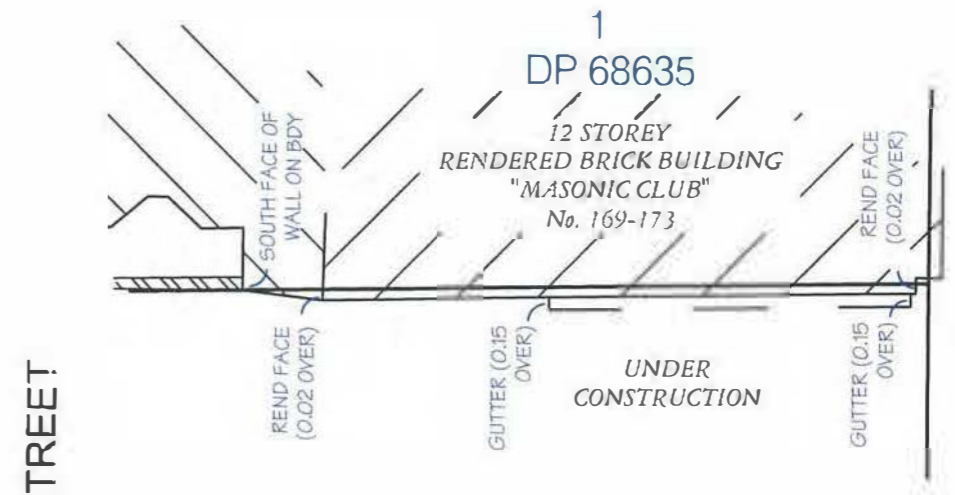 1
DP 68635
12 STOREY
RENDERED BRICK BUILDING
"MASONIC CLUB"
No. 169-173
SOUTH FACE OF
WALL ON BDY
REND FACE
(0.02 OVER)
REND FACE
(0.02 OVER)
GUTTER (0.15
OVER)
UNDER
CONSTRUCTION
GUTTER (0.15
OVER)
TREET